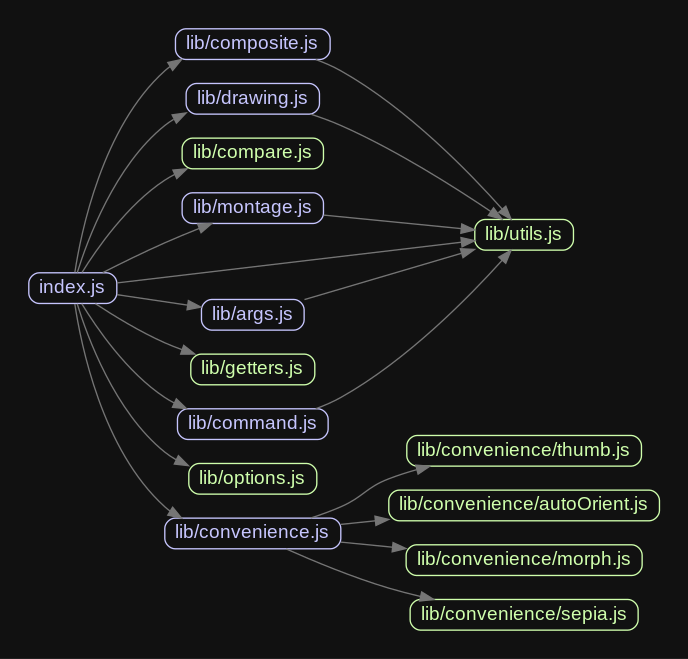 lib/composite.js
lib/drawing.js
lib/compare.js
lib/montage.js
lib/utils.js
index.js
lib/args.js
lib/getters.js
lib/command.js
lib/convenience/thumb.js
lib/options.js
lib/convenience/autoOrient.js
lib/convenience.js
lib/convenience/morph.js
lib/convenience/sepia.js